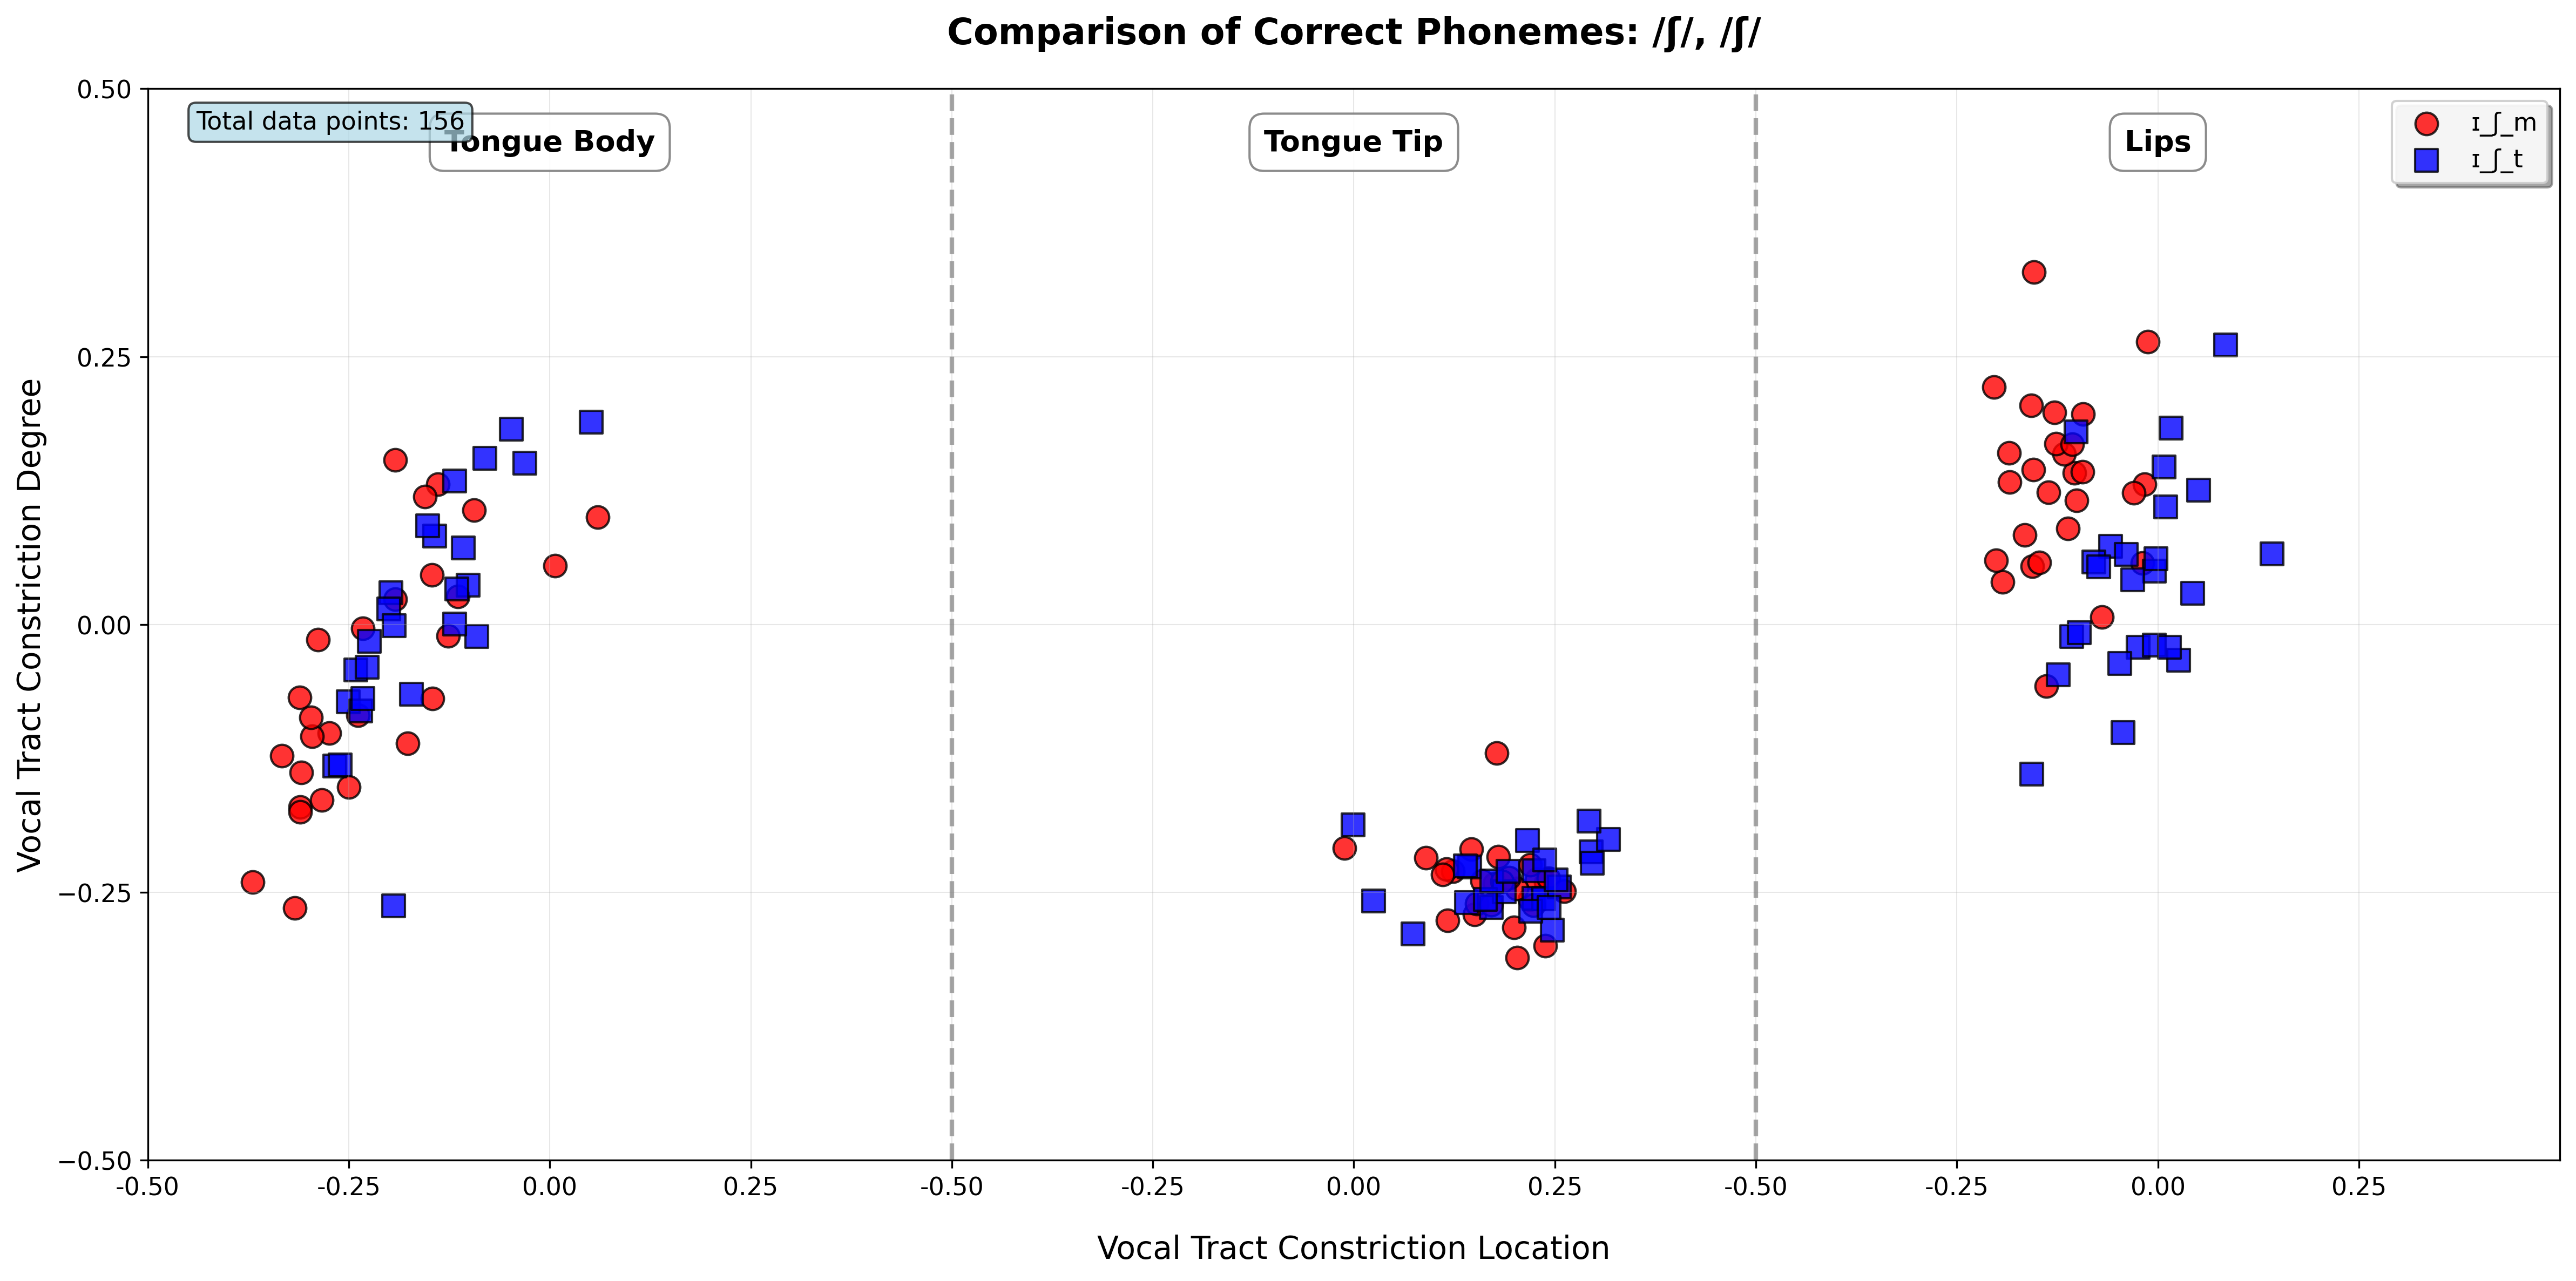 Comparison of Correct Phonemes: /ʃ/, /ʃ/
Total data points: 156
Tongue Body
Tongue Tip
Lips
ɪ_ʃ_m
ɪ_ʃ_t
Vocal Tract Constriction Degree
0.50
0.25
0.00
−0.25
−0.50
-0.50 -0.25 0.00 0.25 -0.50 -0.25 0.00 0.25 -0.50 -0.25 0.00 0.25
Vocal Tract Constriction Location